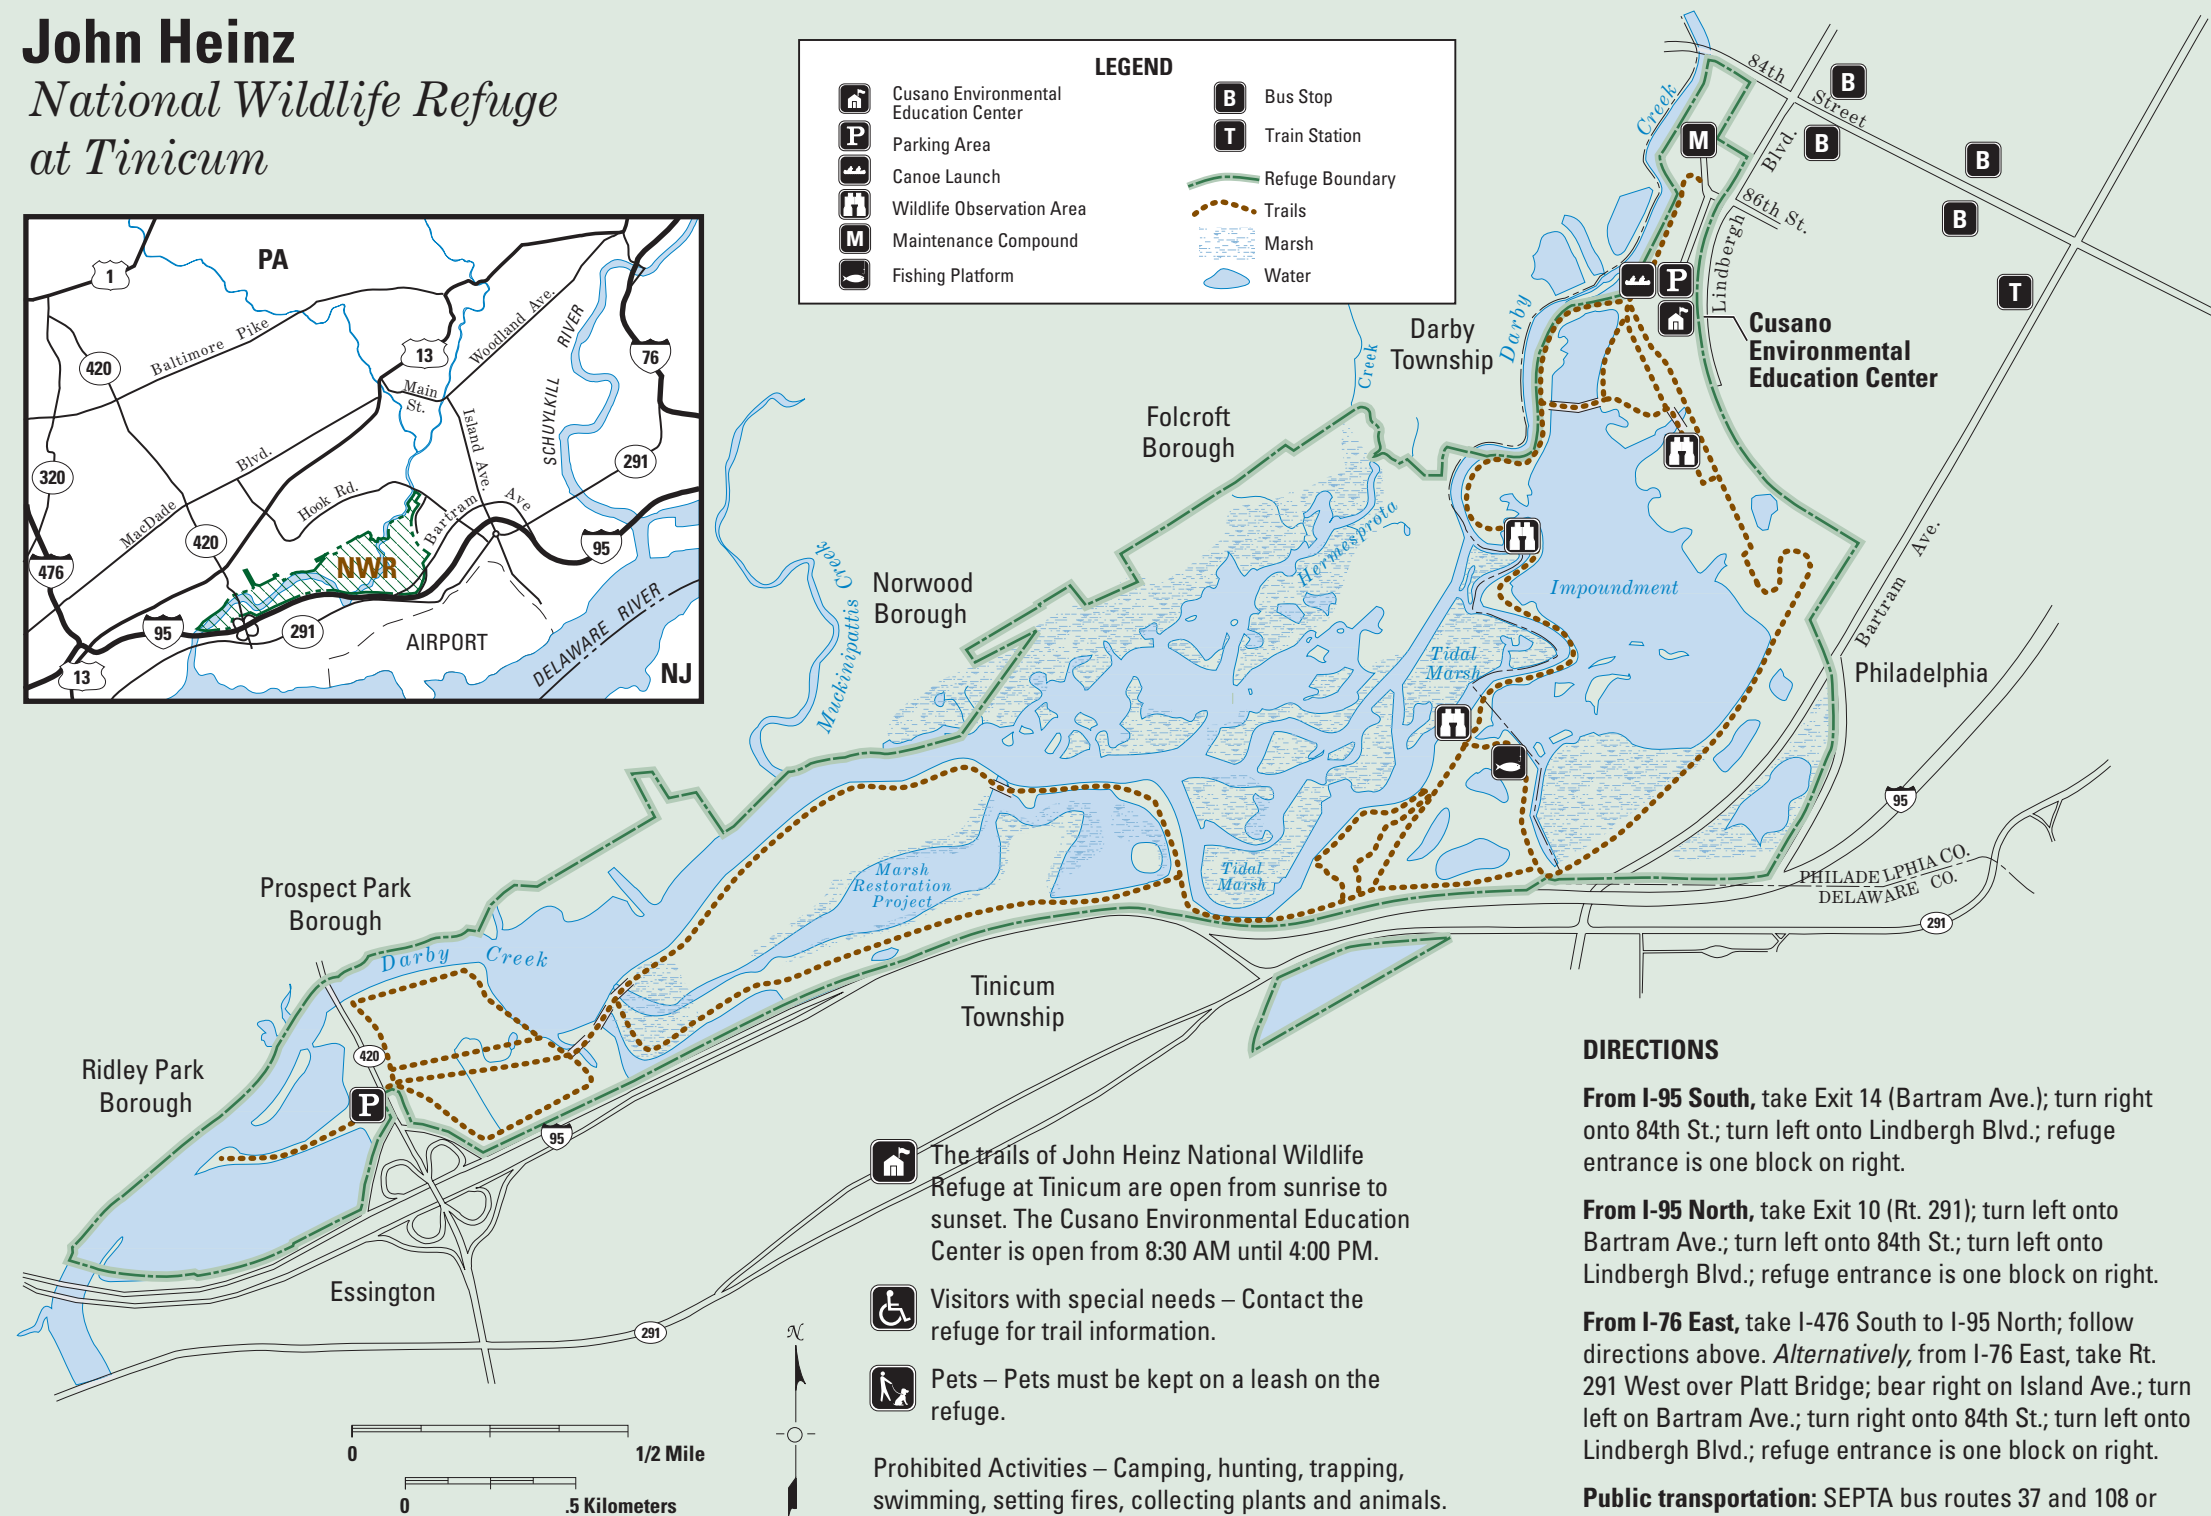 John Heinz
National Wildlife Refuge
at Tinicum
LEGEND
Cusano Environmental
Education Center
P
Parking Area
Canoe Launch
Wildlife Observation Area
M
Maintenance Compound
Fishing Platform
B
Bus Stop
T
Train Station
Refuge Boundary
Trails
Marsh
Water
PA
1
Baltimore Pike
420
13
Woodland Ave.
RIVER
76
Main
St.
Island Ave.
SCHUYLKILL
291
320
Blvd.
MacDade
Hook Rd.
Bartram
Ave
420
476
NWR
95
95
291
AIRPORT
DELAWARE RIVER
13
NJ
84th
Street
B
B
B
B
T
Creek
M
Blvd.
86th St.
Lindbergh
P
Darby
Cusano
Environmental
Education Center
Darby
Township
Creek
Folcroft
Borough
Hermesprota
Norwood
Borough
Muckinipattis Creek
Impoundment
Tidal
Marsh
Bartram Ave.
Philadelphia
95
PHILADELPHIA CO.
DELAWARE CO.
291
Tidal
Marsh
Marsh
Restoration
Project
Prospect Park
Borough
Darby Creek
Tinicum
Township
Ridley Park
Borough
420
P
95
Essington
291
0
1/2 Mile
0
.5 Kilometers
N
The trails of John Heinz National Wildlife
Refuge at Tinicum are open from sunrise to
sunset. The Cusano Environmental Education
Center is open from 8:30 AM until 4:00 PM.
Visitors with special needs – Contact the
refuge for trail information.
Pets – Pets must be kept on a leash on the
refuge.
Prohibited Activities – Camping, hunting, trapping,
swimming, setting fires, collecting plants and animals.
DIRECTIONS
From I-95 South, take Exit 14 (Bartram Ave.); turn right
onto 84th St.; turn left onto Lindbergh Blvd.; refuge
entrance is one block on right.
From I-95 North, take Exit 10 (Rt. 291); turn left onto
Bartram Ave.; turn left onto 84th St.; turn left onto
Lindbergh Blvd.; refuge entrance is one block on right.
From I-76 East, take I-476 South to I-95 North; follow
directions above. Alternatively, from I-76 East, take Rt.
291 West over Platt Bridge; bear right on Island Ave.; turn
left on Bartram Ave.; turn right onto 84th St.; turn left onto
Lindbergh Blvd.; refuge entrance is one block on right.
Public transportation: SEPTA bus routes 37 and 108 or